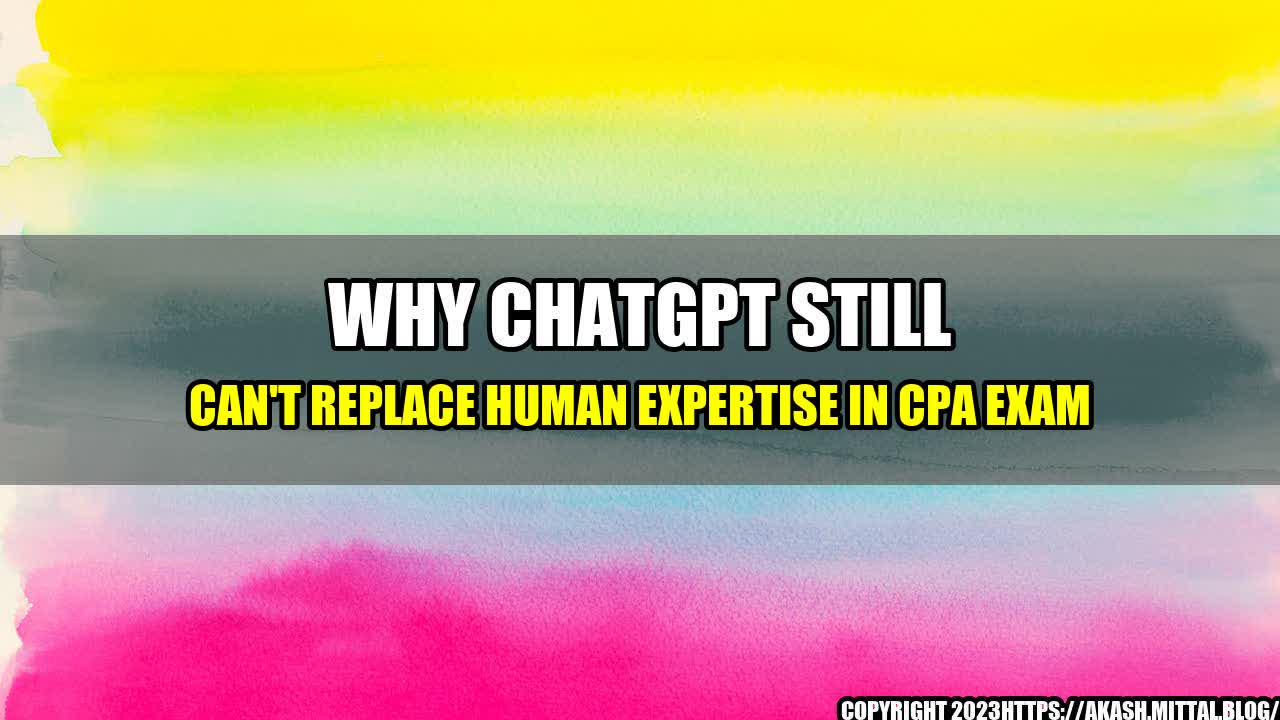 WHY CHATGPT STILL
CAN'T REPLACE HUMAN EXPERTISE IN CPA EXAM
COPYRIGHT 2023HTTPS://AKASH.MITTAL.BLOG/